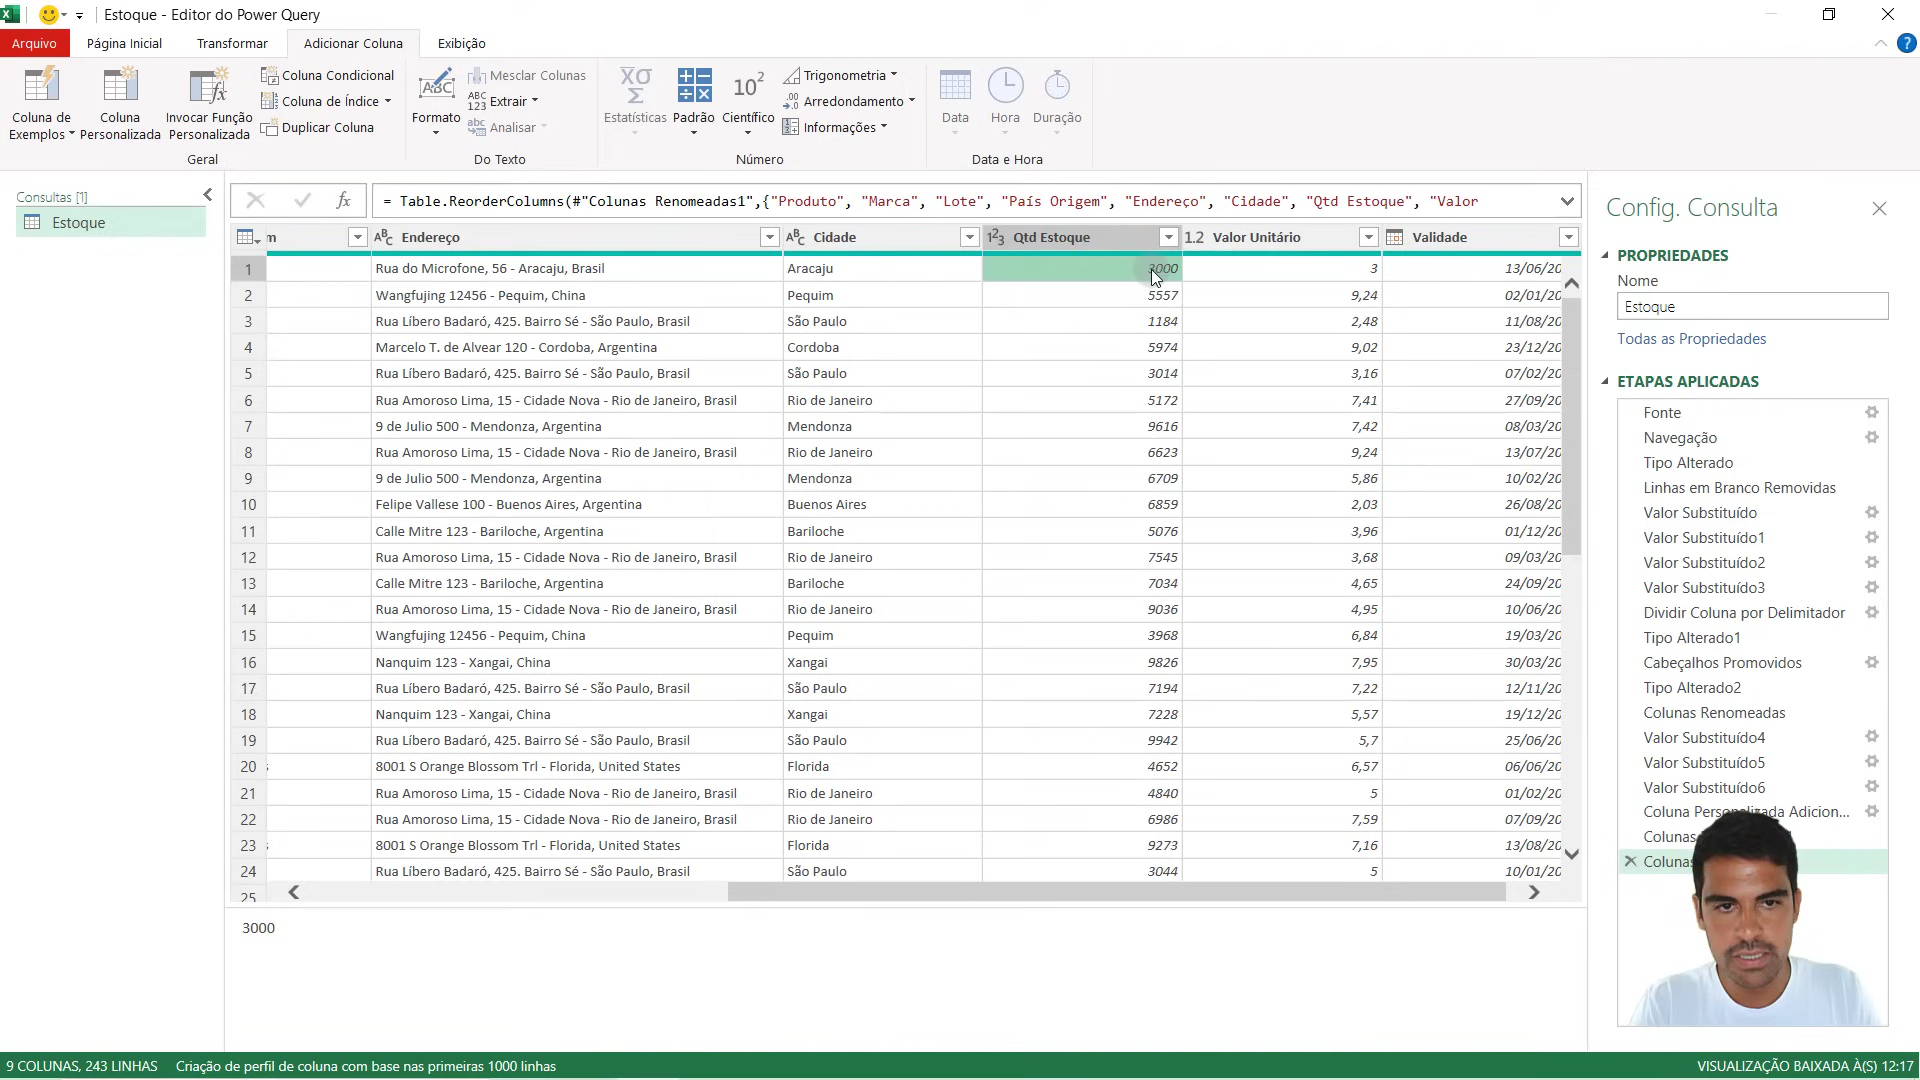 Estoque - Editor do Power Query
Arquivo
Página Inicial
Transformar
Adicionar Coluna
Exibição
Coluna de Exemplos
Coluna Personalizada
Invocar Função Personalizada
Coluna Condicional
Coluna de Índice
Duplicar Coluna
Geral
Formato
Mesclar Colunas
Extrair
Analisar
Do Texto
Estatísticas
Padrão
Científico
Trigonometria
Arredondamento
Informações
Número
Data
Hora
Duração
Data e Hora
Consultas [1]
Estoque
= Table.ReorderColumns(#"Colunas Renomeadas1",{"Produto", "Marca", "Lote", "País Origem", "Endereço", "Cidade", "Qtd Estoque", "Valor
m Endereço Cidade Qtd Estoque Valor Unitário Validade
1 Rua do Microfone, 56 - Aracaju, Brasil Aracaju 3000 3 13/06/20
2 Wangfujing 12456 - Pequim, China Pequim 5557 9,24 02/01/20
3 Rua Líbero Badaró, 425. Bairro Sé - São Paulo, Brasil São Paulo 1184 2,48 11/08/20
4 Marcelo T. de Alvear 120 - Cordoba, Argentina Cordoba 5974 9,02 23/12/20
5 Rua Líbero Badaró, 425. Bairro Sé - São Paulo, Brasil São Paulo 3014 3,16 07/02/20
6 Rua Amoroso Lima, 15 - Cidade Nova - Rio de Janeiro, Brasil Rio de Janeiro 5172 7,41 27/09/20
7 9 de Julio 500 - Mendonza, Argentina Mendonza 9616 7,42 08/03/20
8 Rua Amoroso Lima, 15 - Cidade Nova - Rio de Janeiro, Brasil Rio de Janeiro 6623 9,24 13/07/20
9 9 de Julio 500 - Mendonza, Argentina Mendonza 6709 5,86 10/02/20
10 Felipe Vallese 100 - Buenos Aires, Argentina Buenos Aires 6859 2,03 26/08/20
11 Calle Mitre 123 - Bariloche, Argentina Bariloche 5076 3,96 01/12/20
12 Rua Amoroso Lima, 15 - Cidade Nova - Rio de Janeiro, Brasil Rio de Janeiro 7545 3,68 09/03/20
13 Calle Mitre 123 - Bariloche, Argentina Bariloche 7034 4,65 24/09/20
14 Rua Amoroso Lima, 15 - Cidade Nova - Rio de Janeiro, Brasil Rio de Janeiro 9036 4,95 10/06/20
15 Wangfujing 12456 - Pequim, China Pequim 3968 6,84 19/03/20
16 Nanquim 123 - Xangai, China Xangai 9826 7,95 30/03/20
17 Rua Líbero Badaró, 425. Bairro Sé - São Paulo, Brasil São Paulo 7194 7,22 12/11/20
18 Nanquim 123 - Xangai, China Xangai 7228 5,57 19/12/20
19 Rua Líbero Badaró, 425. Bairro Sé - São Paulo, Brasil São Paulo 9942 5,7 25/06/20
20 8001 S Orange Blossom Trl - Florida, United States Florida 4652 6,57 06/06/20
21 Rua Amoroso Lima, 15 - Cidade Nova - Rio de Janeiro, Brasil Rio de Janeiro 4840 5 01/02/20
22 Rua Amoroso Lima, 15 - Cidade Nova - Rio de Janeiro, Brasil Rio de Janeiro 6986 7,59 07/09/20
23 8001 S Orange Blossom Trl - Florida, United States Florida 9273 7,16 13/08/20
24 Rua Líbero Badaró, 425. Bairro Sé - São Paulo, Brasil São Paulo 3044 5 10/01/20
25
3000
Config. Consulta
PROPRIEDADES
Nome
Estoque
Todas as Propriedades
ETAPAS APLICADAS
Fonte
Navegação
Tipo Alterado
Linhas em Branco Removidas
Valor Substituído
Valor Substituído1
Valor Substituído2
Valor Substituído3
Dividir Coluna por Delimitador
Tipo Alterado1
Cabeçalhos Promovidos
Tipo Alterado2
Colunas Renomeadas
Valor Substituído4
Valor Substituído5
Valor Substituído6
Coluna Personalizada Adicion...
Colunas
Colunas
9 COLUNAS, 243 LINHAS Criação de perfil de coluna com base nas primeiras 1000 linhas
VISUALIZAÇÃO BAIXADA À(S) 12:17